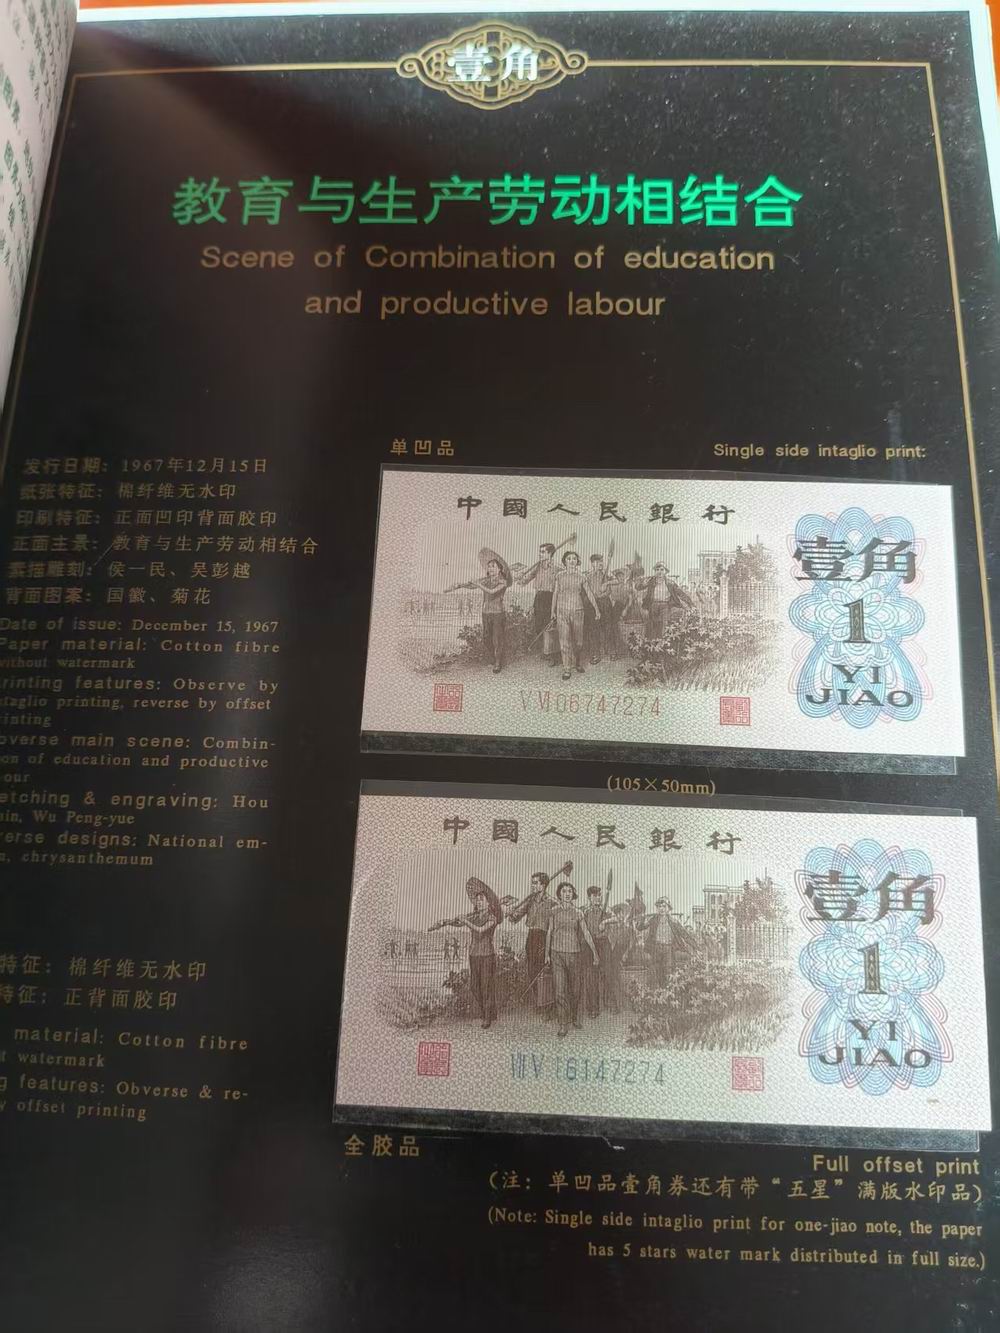 壹角
教育与生产劳动相结合
Scene of Combination of education
and productive labour
发行日期：1967年12月15日
纸张特征：棉纤维无水印
印刷特征：正面凹印背面胶印
正面主景：教育与生产劳动相结合
素描雕刻：侯一民、吴彭越
背面图案：国徽、菊花
Date of issue: December 15, 1967
Paper material: Cotton fibre
without watermark
rinting features: Observe by
taglio printing, reverse by offset
inting
overse main scene: Combin-
on of education and productive
our
etching & engraving: Hou
min, Wu Peng-yue
verse designs: National em-
chrysanthemum
特征：棉纤维无水印
特征：正背面胶印
material: Cotton fibre
t watermark
g features: Obverse & re-
y offset printing
单凹品
Single side intaglio print:
中國人民銀行
壹角
1
YI
JIAO
V VI 06747274
(105×50mm)
中國人民銀行
壹角
1
YI
JIAO
16147274
全胶品
Full offset print
(注：单凹品壹角券还有带“五星”满版水印品)
(Note: Single side intaglio print for one-jiao note, the paper
has 5 stars water mark distributed in full size.)